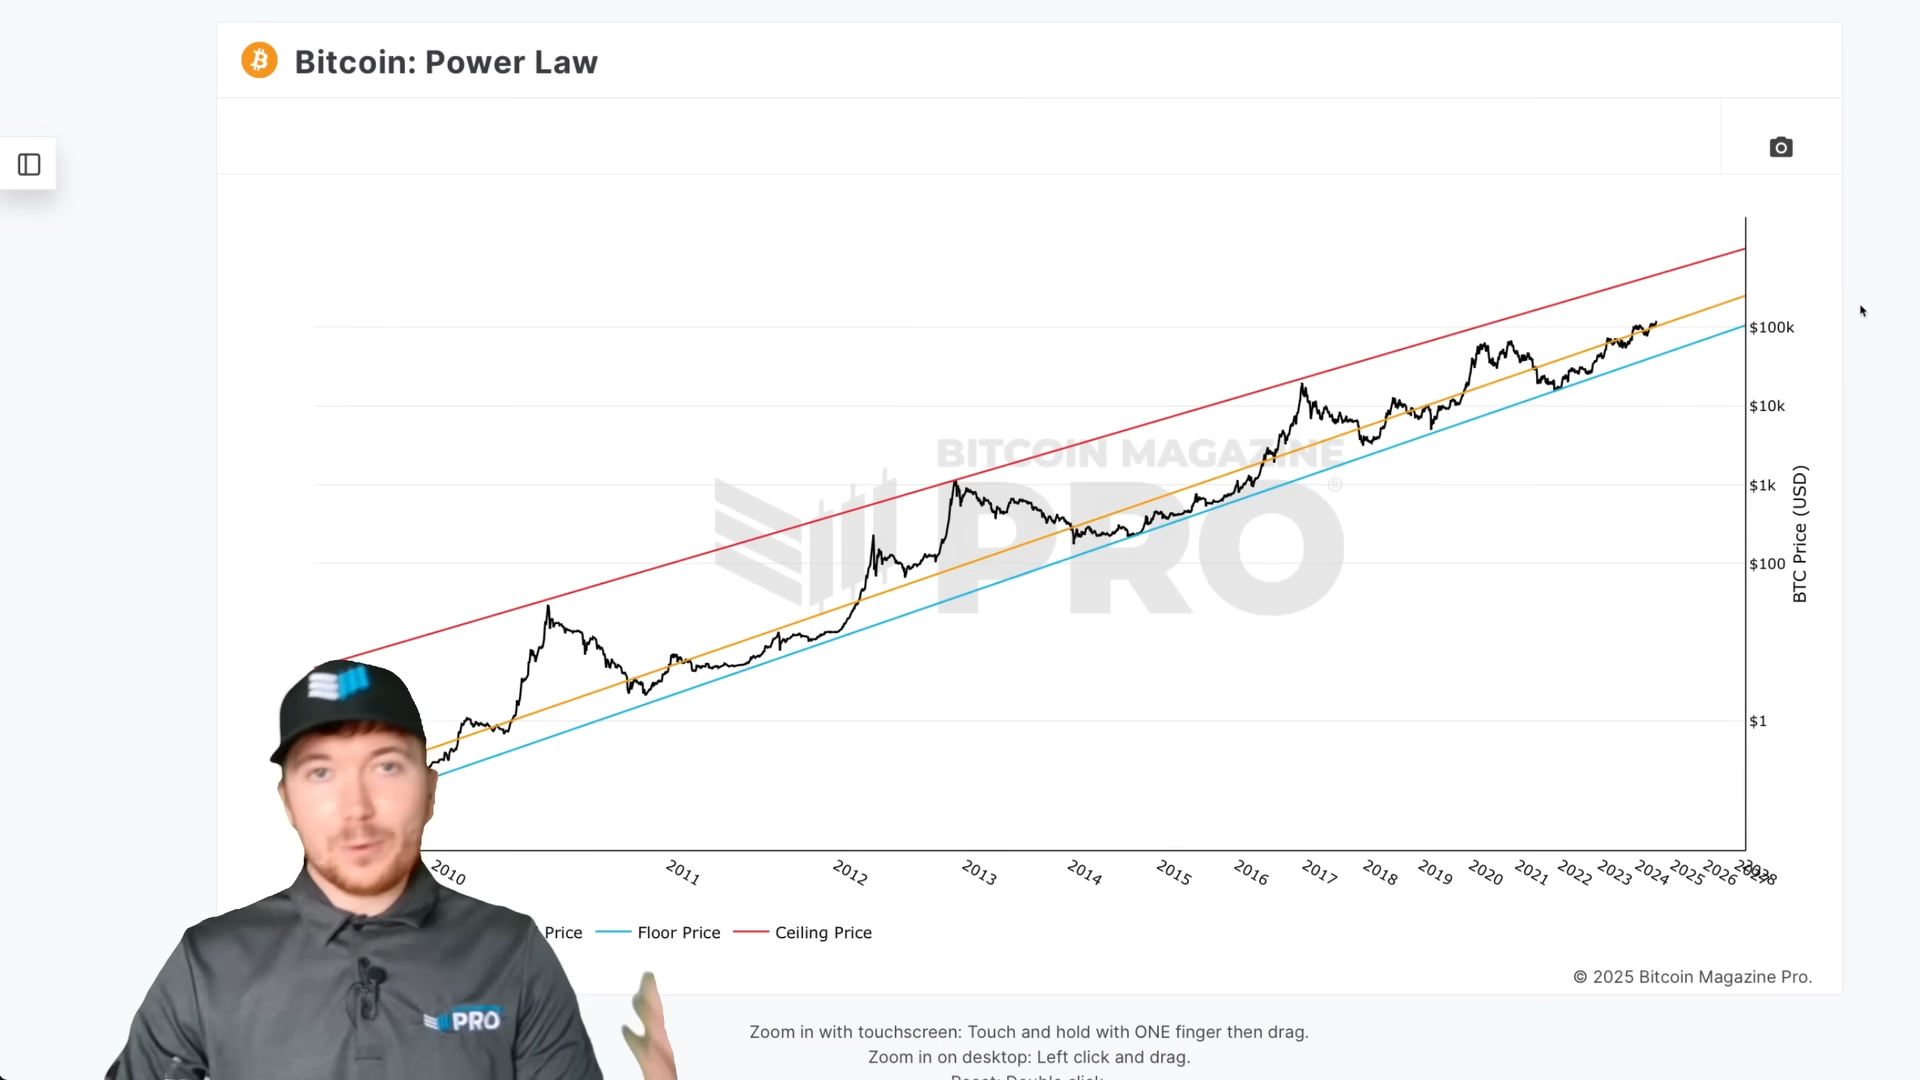 Bitcoin: Power Law
BITCOIN MAGAZINE
PRO®
$100k
$10k
$1k
$100
$1
BTC Price (USD)
2010 2011 2012 2013 2014 2015 2016 2017 2018 2019 2020 2021 2022 2023 2024 2025 2026 2028
Price Floor Price Ceiling Price
PRO
© 2025 Bitcoin Magazine Pro.
Zoom in with touchscreen: Touch and hold with ONE finger then drag.
Zoom in on desktop: Left click and drag.